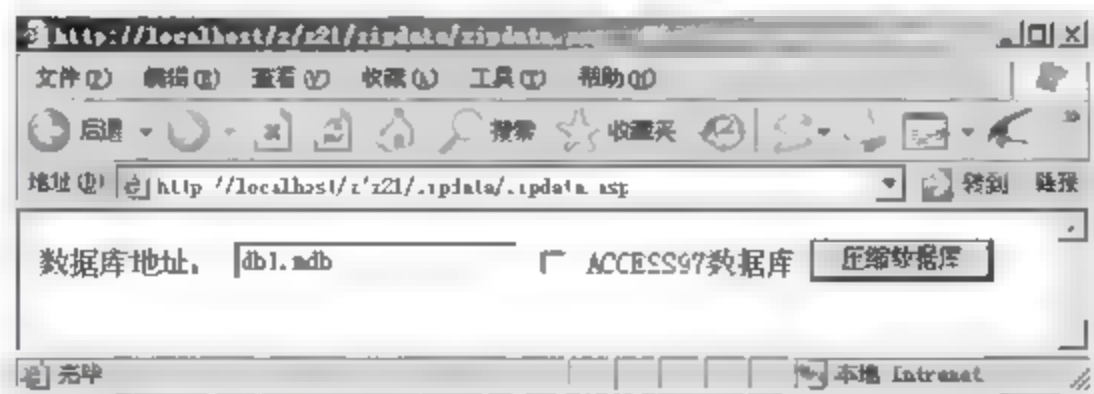 http://localhost/z/z21/zipdata/zipdata.
文件(F) 编辑(E) 查看(V) 收藏(A) 工具(T) 帮助(H)
后退 搜索 收藏夹
地址(D) http://localhost/z/z21/zipdata/zipdata.asp 转到 链接
数据库地址: db1.mdb ACCESS97数据库 压缩数据库
完毕 本地 Intranet